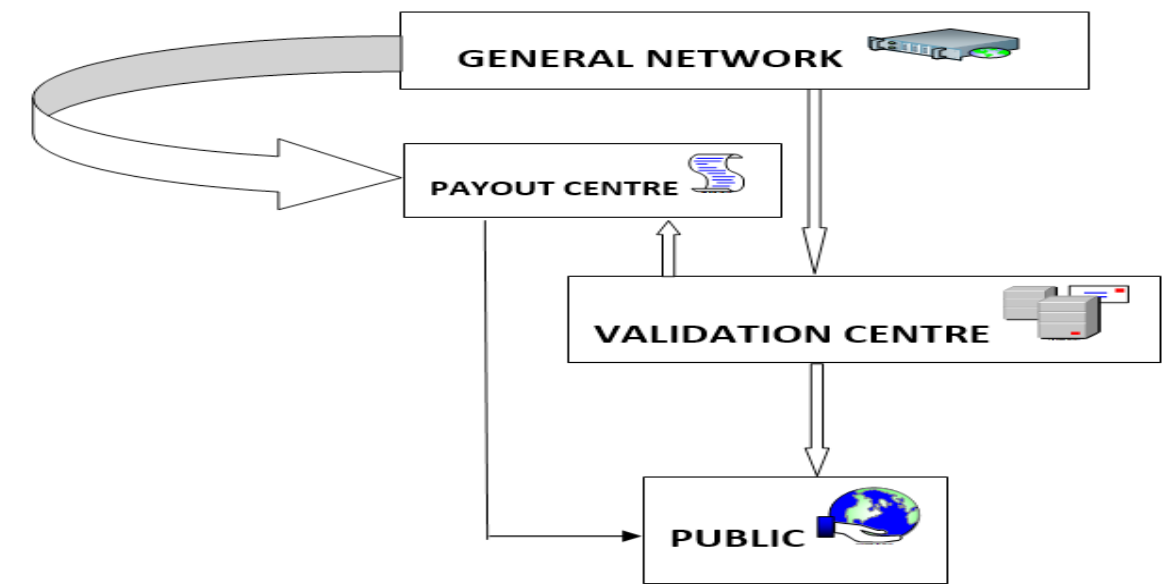 GENERAL NETWORK
PAYOUT CENTRE
VALIDATION CENTRE
PUBLIC